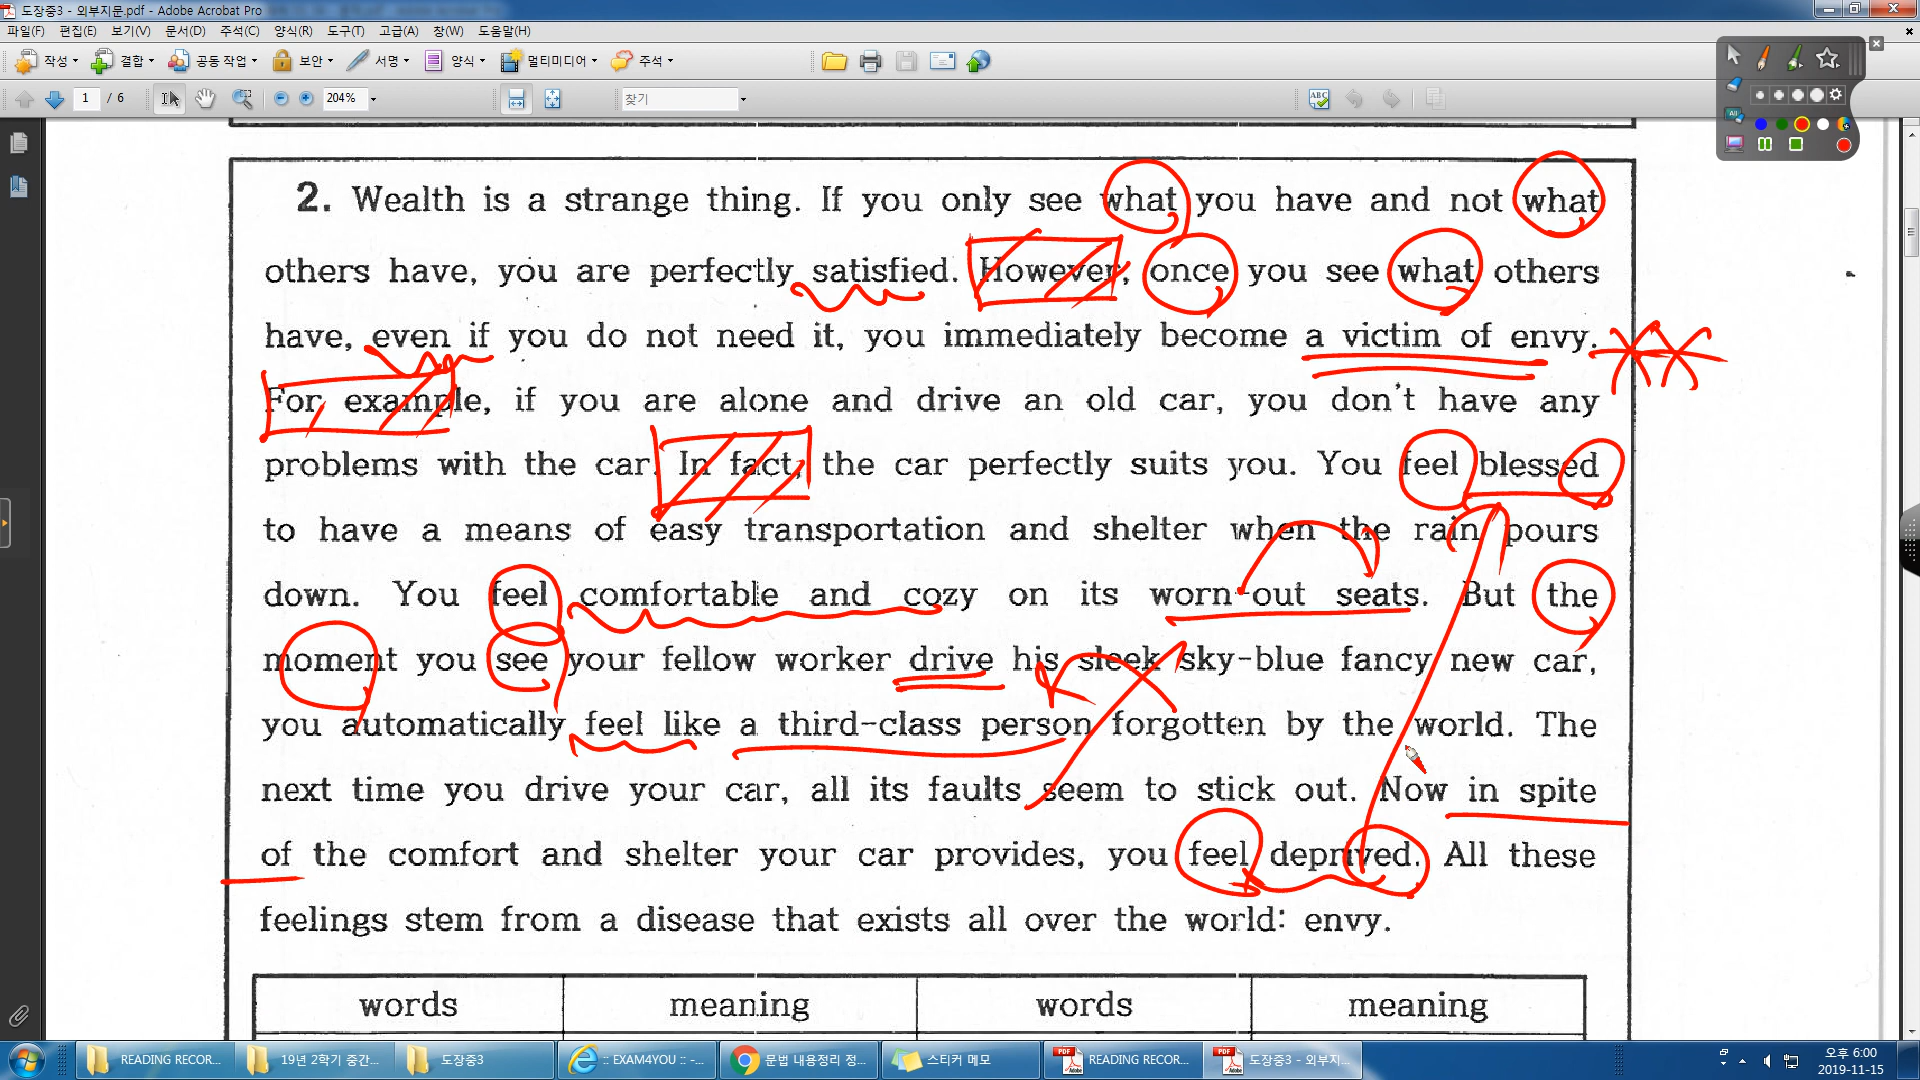 도장중3 - 외부지문.pdf - Adobe Acrobat Pro
파일(F) 편집(E) 보기(V) 문서(D) 주석(C) 양식(R) 도구(T) 고급(A) 창(W) 도움말(H)
작성 결합 공동 작업 보안 서명 양식 멀티미디어 주석
1 / 6 204% 찾기
2. Wealth is a strange thing. If you only see what you have and not what
others have, you are perfectly satisfied. However, once you see what others
have, even if you do not need it, you immediately become a victim of envy.
For example, if you are alone and drive an old car, you don't have any
problems with the car. In fact, the car perfectly suits you. You feel blessed
to have a means of easy transportation and shelter when the rain pours
down. You feel comfortable and cozy on its worn-out seats. But the
moment you see your fellow worker drive his sleek sky-blue fancy new car,
you automatically feel like a third-class person forgotten by the world. The
next time you drive your car, all its faults seem to stick out. Now in spite
of the comfort and shelter your car provides, you feel deprived. All these
feelings stem from a disease that exists all over the world: envy.
words meaning words meaning
READING RECOR... 19년 2학기 중간... 도장중3 :: EXAM4YOU :: -... 문법 내용정리 정... 스티커 메모 READING RECOR... 도장중3 - 외부지...
오후 6:00
2019-11-15